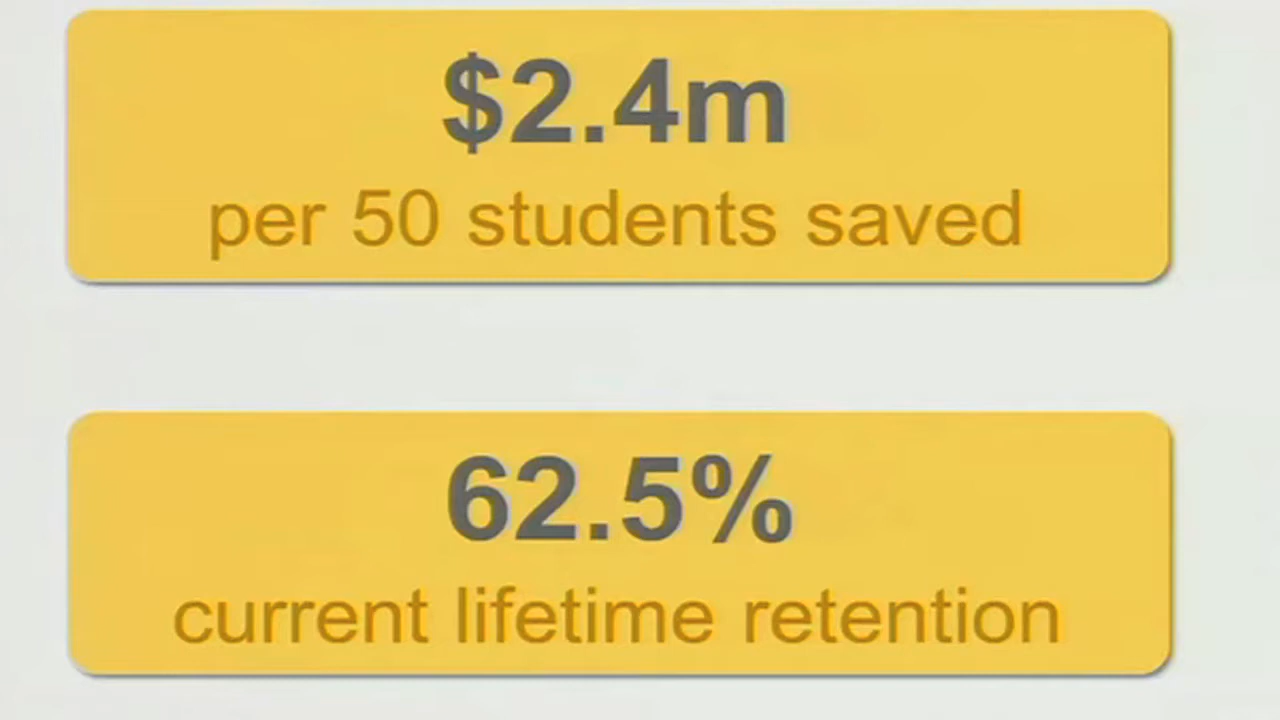 $2.4m
per 50 students saved
62.5%
current lifetime retention